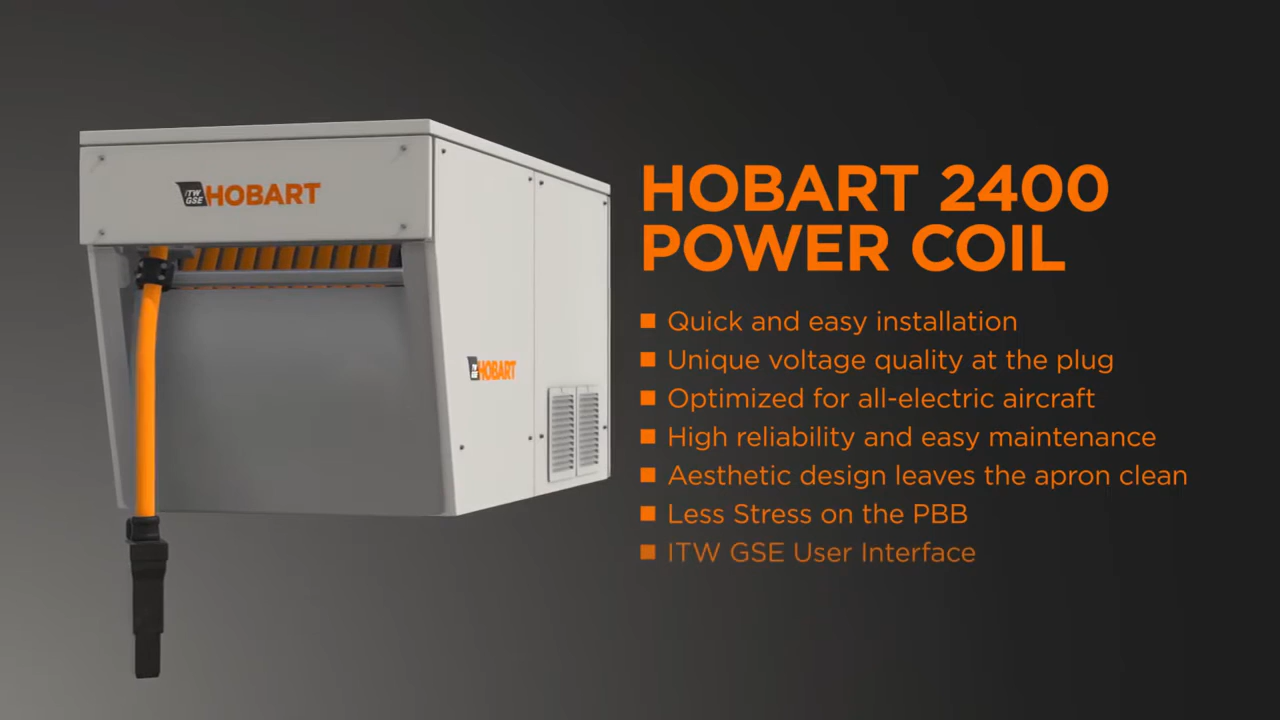 ITW
GSE
HOBART
ITW
GSE
HOBART
HOBART 2400
POWER COIL
Quick and easy installation
Unique voltage quality at the plug
Optimized for all-electric aircraft
High reliability and easy maintenance
Aesthetic design leaves the apron clean
Less Stress on the PBB
ITW GSE User Interface